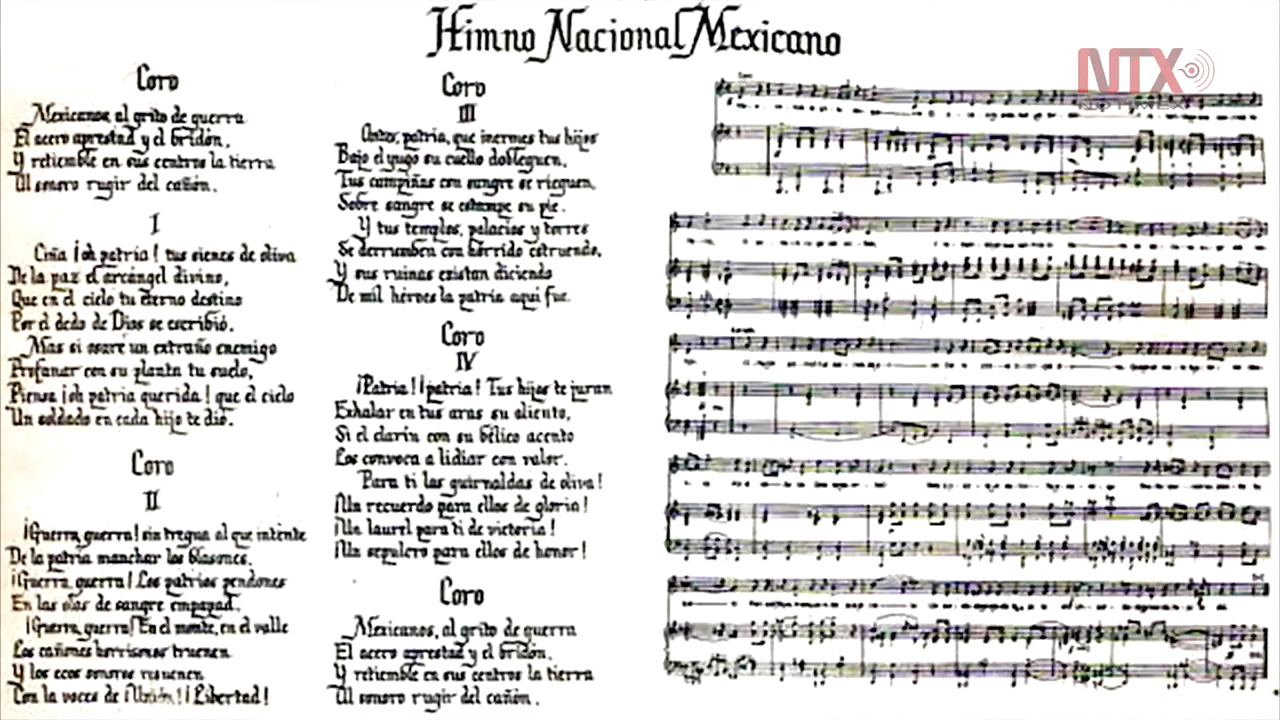 Himno Nacional Mexicano
NTX
Coro
Mexicanos, al grito de guerra
El acero aprestad y el bridón,
Y retiemble en sus centros la tierra
Al sonoro rugir del cañón.
I
Ciña ¡oh patria! tus sienes de oliva
De la paz el arcángel divino,
Que en el cielo tu eterno destino
Por el dedo de Dios se escribió.
Mas si osare un extraño enemigo
Profanar con su planta tu suelo,
Piensa ¡oh patria querida! que el cielo
Un soldado en cada hijo te dio.
Coro
II
¡Guerra, guerra! sin tregua al que intente
De la patria manchar los blasones.
¡Guerra, guerra! Los patrios pendones
En las olas de sangre empapad.
¡Guerra, guerra! En el monte, en el valle
Los cañones horrísonos truenen
Y los ecos sonoros resuenen
Con la voces de ¡Unión! ¡Libertad!
Coro
III
Antes, patria, que inermes tus hijos
Bajo el yugo su cuello dobleguen,
Tus campiñas con sangre se rieguen,
Sobre sangre se estampe su pie.
Y tus templos, palacios y torres
Se derrumben con hórrido estruendo,
Y sus ruinas existan diciendo
De mil héroes la patria aquí fue.
Coro
IV
¡Patria! ¡patria! Tus hijos te juran
Exhalar en tus aras su aliento,
Si el clarín con su bélico acento
Los convoca a lidiar con valor.
Para ti las guirnaldas de oliva!
¡Un recuerdo para ellos de gloria!
¡Un laurel para ti de victoria!
¡Un sepulcro para ellos de honor!
Coro
Mexicanos, al grito de guerra
El acero aprestad y el bridón,
Y retiemble en sus centros la tierra
Al sonoro rugir del cañón.